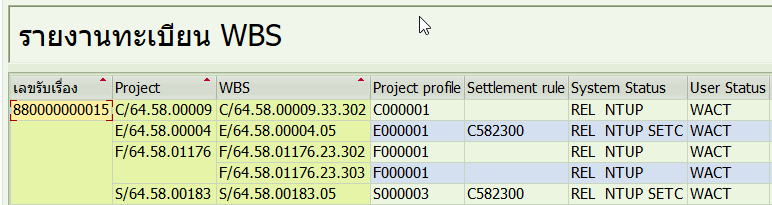 รายงานทะเบียน WBS
เลขรับเรื่อง Project WBS Project profile Settlement rule System Status User Status
880000000015 C/64.58.00009 C/64.58.00009.33.302 C000001 REL NTUP WACT
E/64.58.00004 E/64.58.00004.05 E000001 C582300 REL NTUP SETC WACT
F/64.58.01176 F/64.58.01176.23.302 F000001 REL NTUP WACT
F/64.58.01176.23.303 F000001 REL NTUP WACT
S/64.58.00183 S/64.58.00183.05 S000003 C582300 REL NTUP SETC WACT